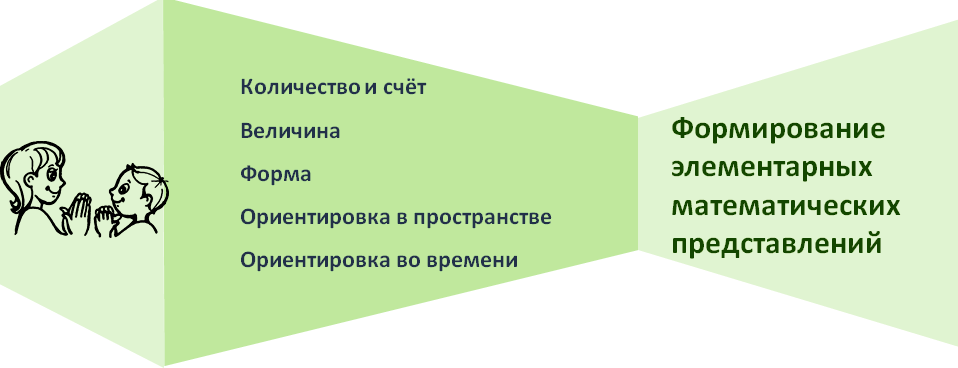 Количество и счёт
Величина
Форма
Ориентировка в пространстве
Ориентировка во времени
Формирование
элементарных
математических
представлений